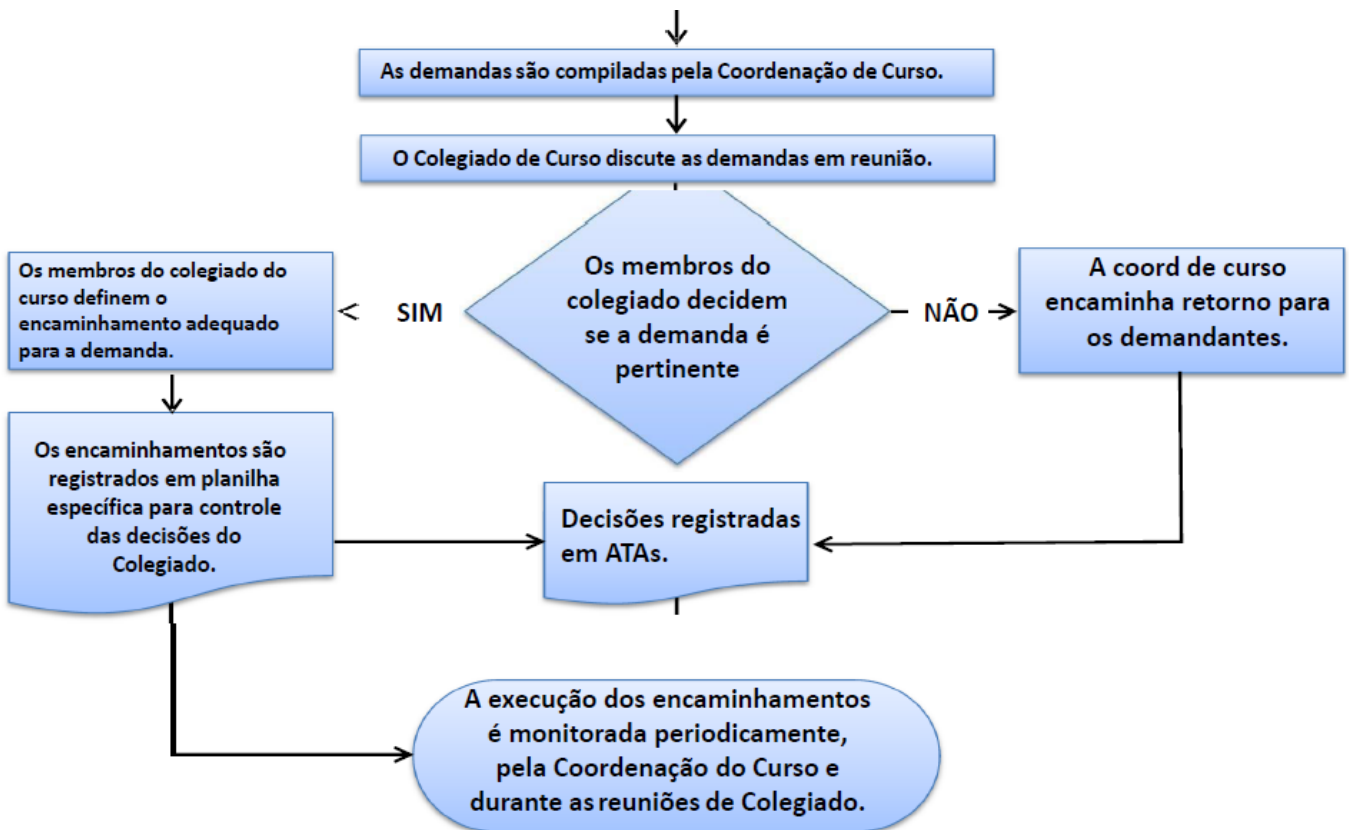 As demandas são compiladas pela Coordenação de Curso.
O Colegiado de Curso discute as demandas em reunião.
Os membros do
colegiado decidem
se a demanda é
pertinente
SIM
NÃO
Os membros do colegiado do
curso definem o
encaminhamento adequado
para a demanda.
A coord de curso
encaminha retorno para
os demandantes.
Os encaminhamentos são
registrados em planilha
específica para controle
das decisões do
Colegiado.
Decisões registradas
em ATAs.
A execução dos encaminhamentos
é monitorada periodicamente,
pela Coordenação do Curso e
durante as reuniões de Colegiado.